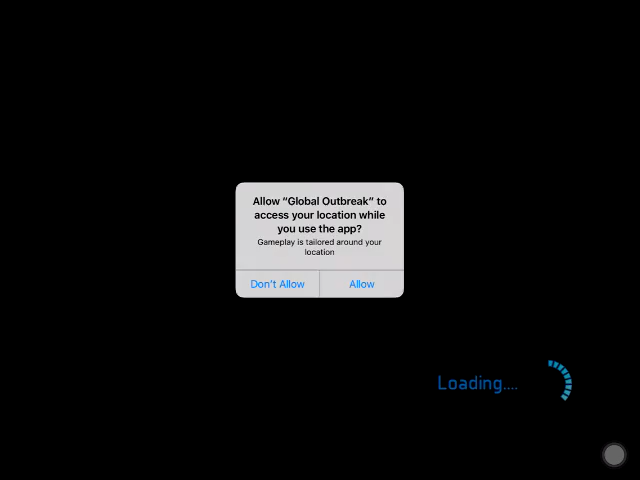 Allow “Global Outbreak” to
access your location while
you use the app?
Gameplay is tailored around your
location
Don’t Allow
Allow
Loading....